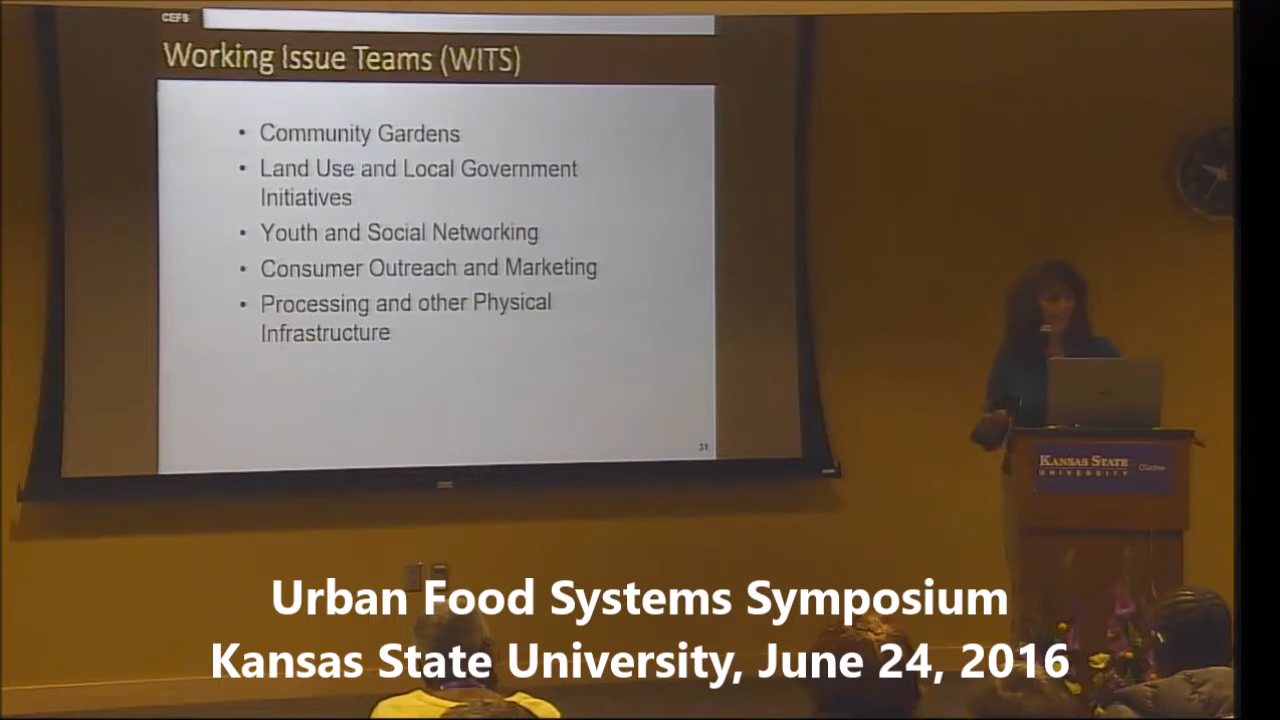 CEFS
Working Issue Teams (WITS)
• Community Gardens
• Land Use and Local Government
Initiatives
• Youth and Social Networking
• Consumer Outreach and Marketing
• Processing and other Physical
Infrastructure
31
KANSAS STATE
UNIVERSITY
Olathe
Urban Food Systems Symposium
Kansas State University, June 24, 2016